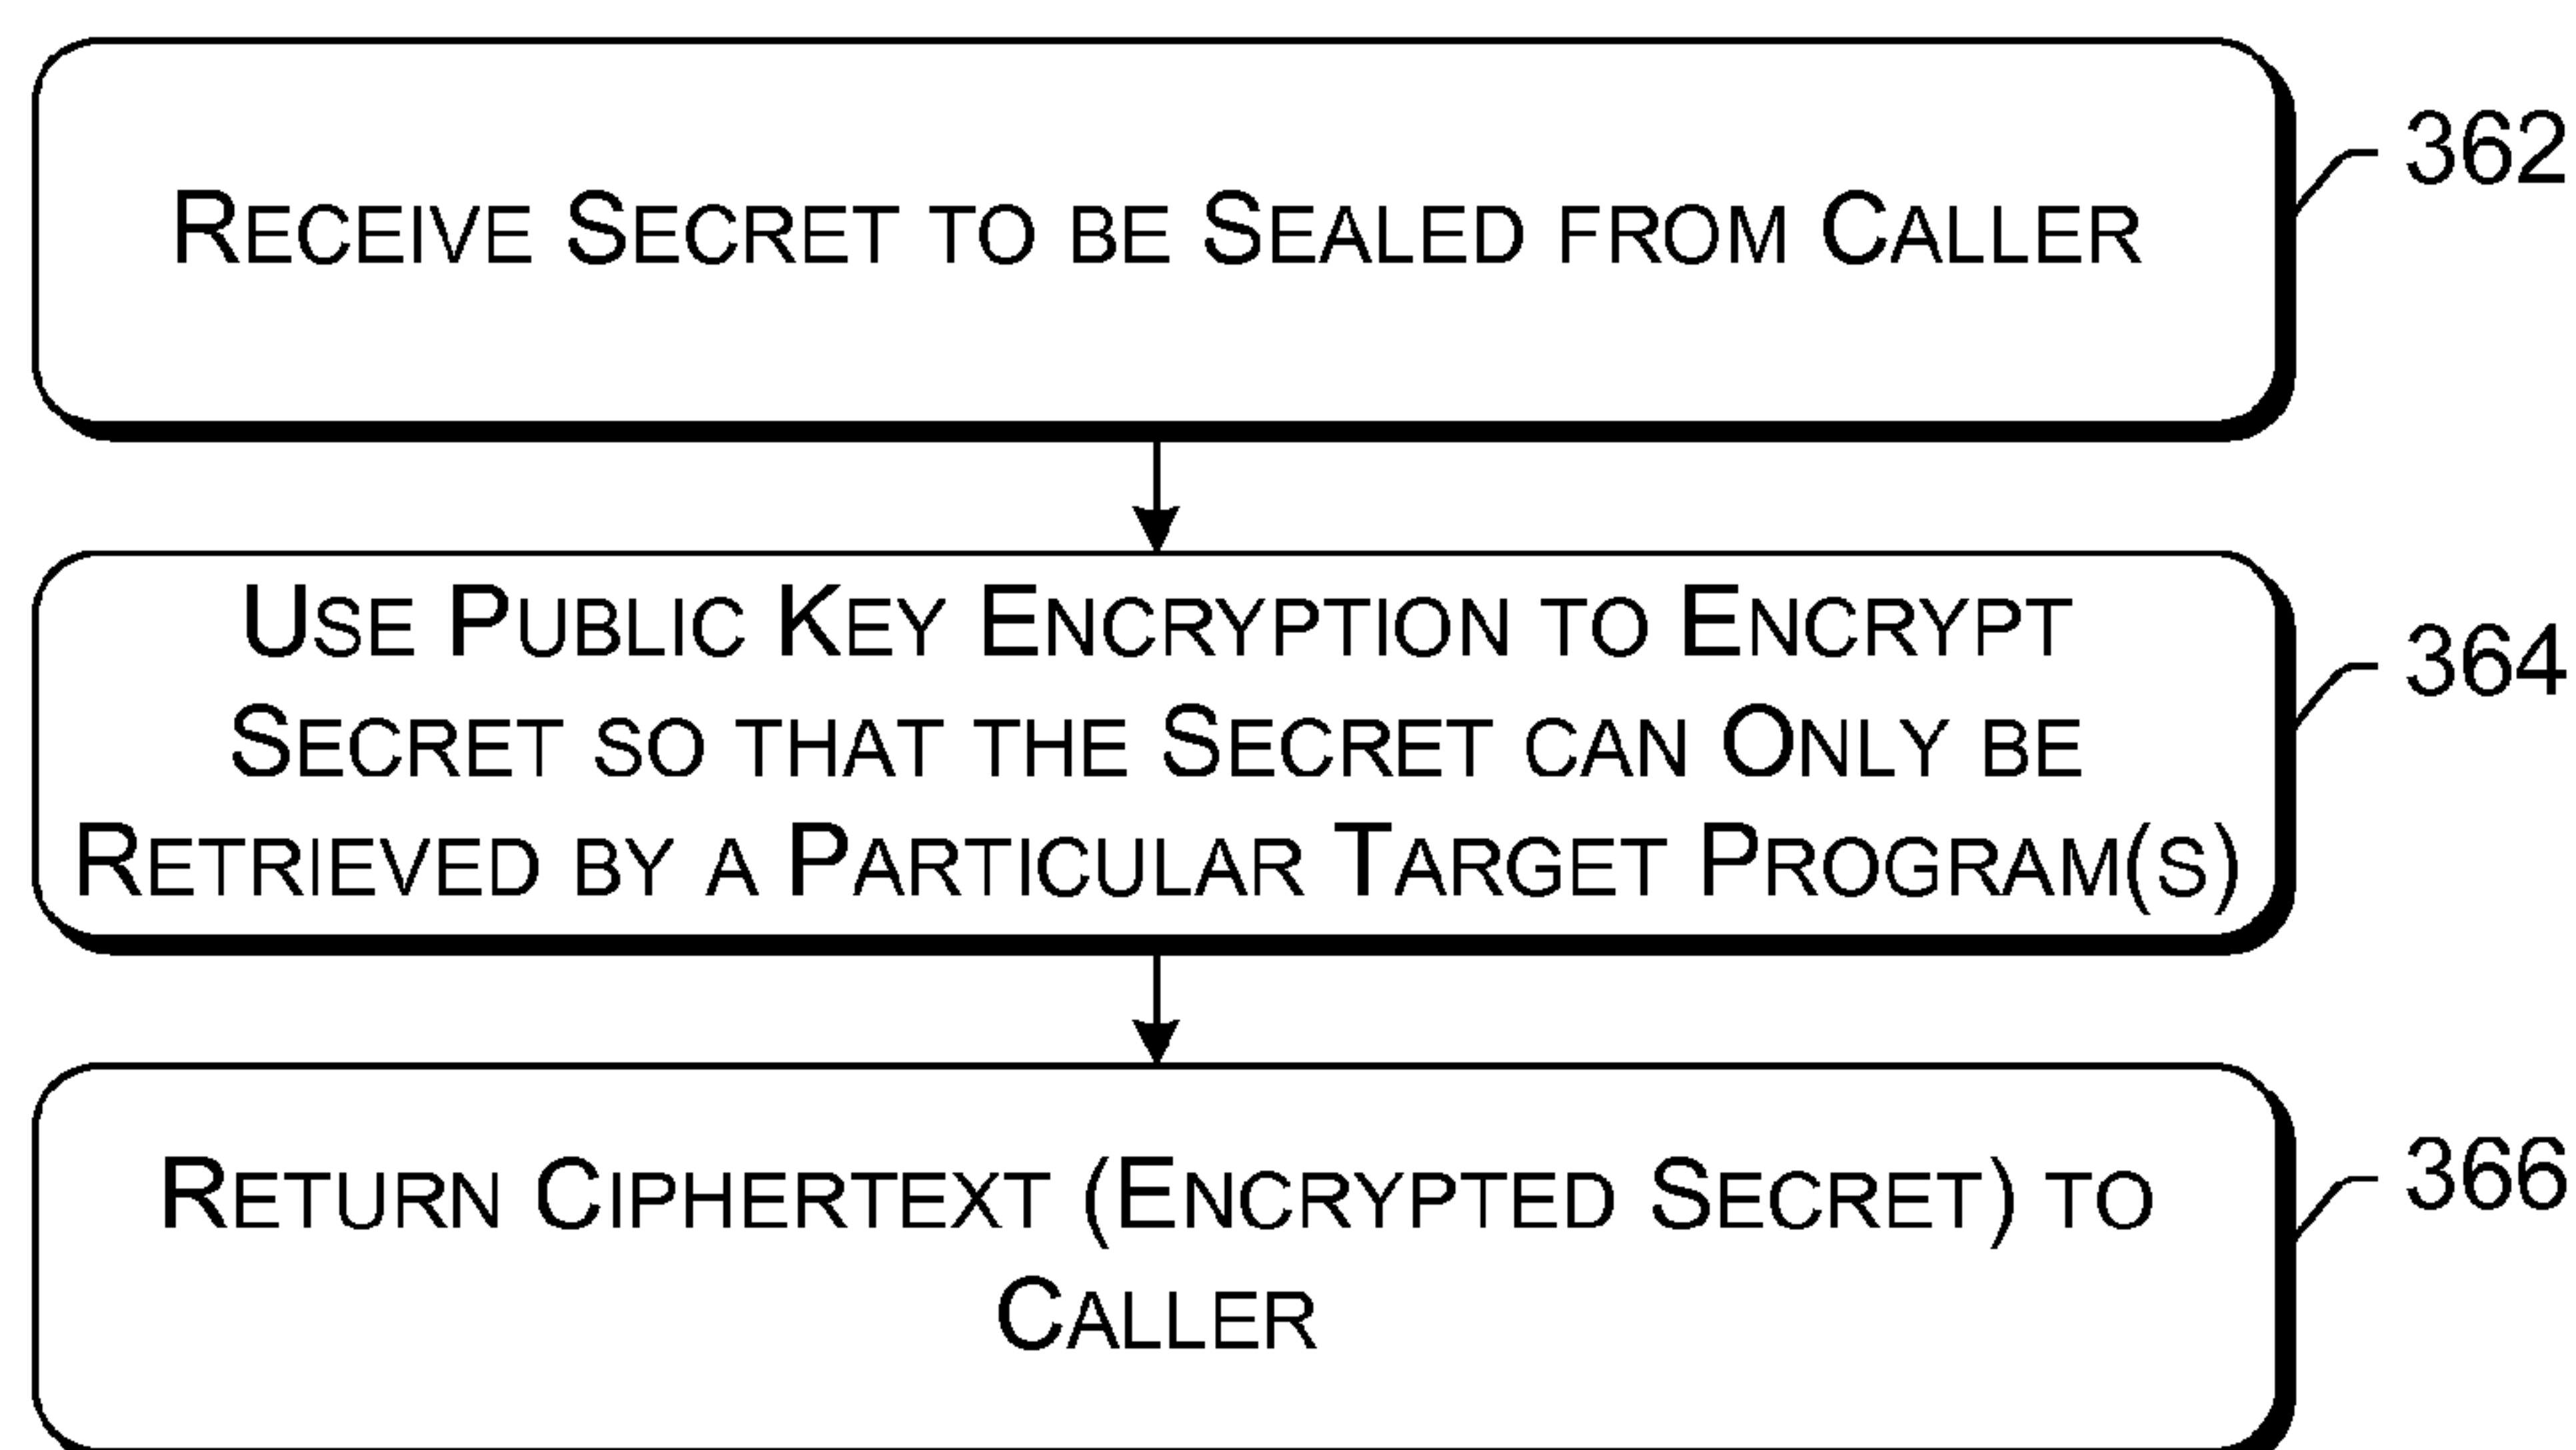 RECEIVE SECRET TO BE SEALED FROM CALLER
362
USE PUBLIC KEY ENCRYPTION TO ENCRYPT
SECRET SO THAT THE SECRET CAN ONLY BE
RETRIEVED BY A PARTICULAR TARGET PROGRAM(S)
364
RETURN CIPHERTEXT (ENCRYPTED SECRET) TO
CALLER
366